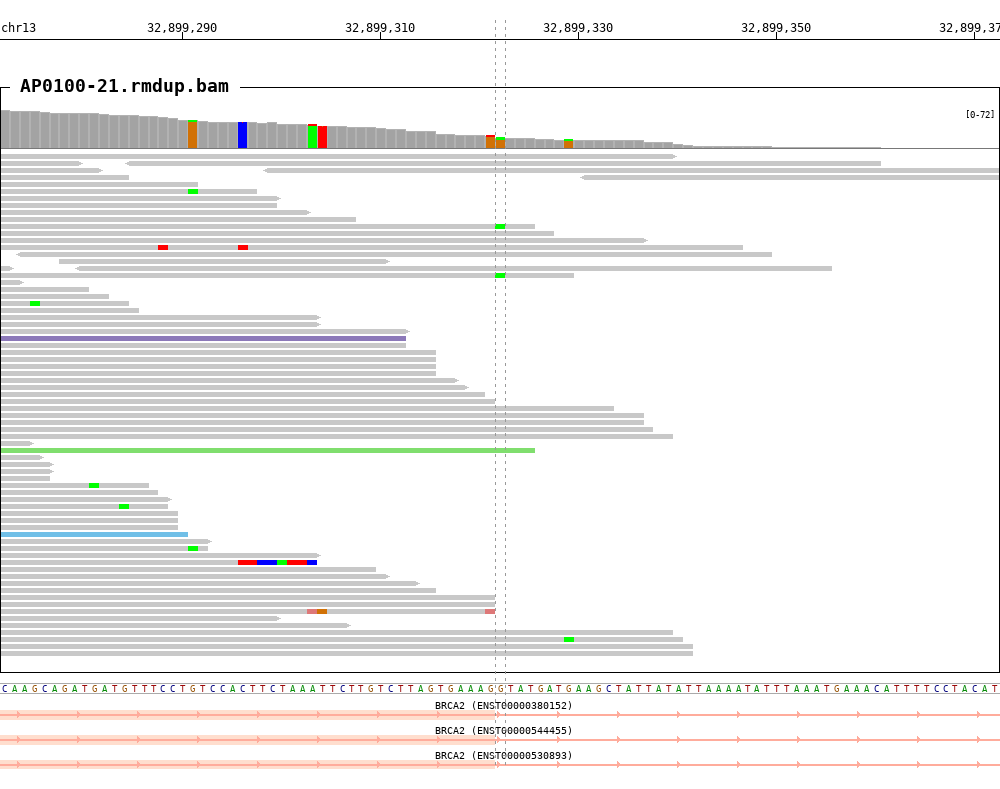 chr13 32,899,290 32,899,310 32,899,330 32,899,350 32,899,37
AP0100-21.rmdup.bam
[0-72]
CAAGCAGATGATGTTTCCTGTCCACTTCTAAATTCTTGTCTTAGTGAAAGGTATGATGAAGCTATTATATTAAAATATTTAAATGAAACATTTTCCTACAT
BRCA2 (ENST00000380152)
BRCA2 (ENST00000544455)
BRCA2 (ENST00000530893)